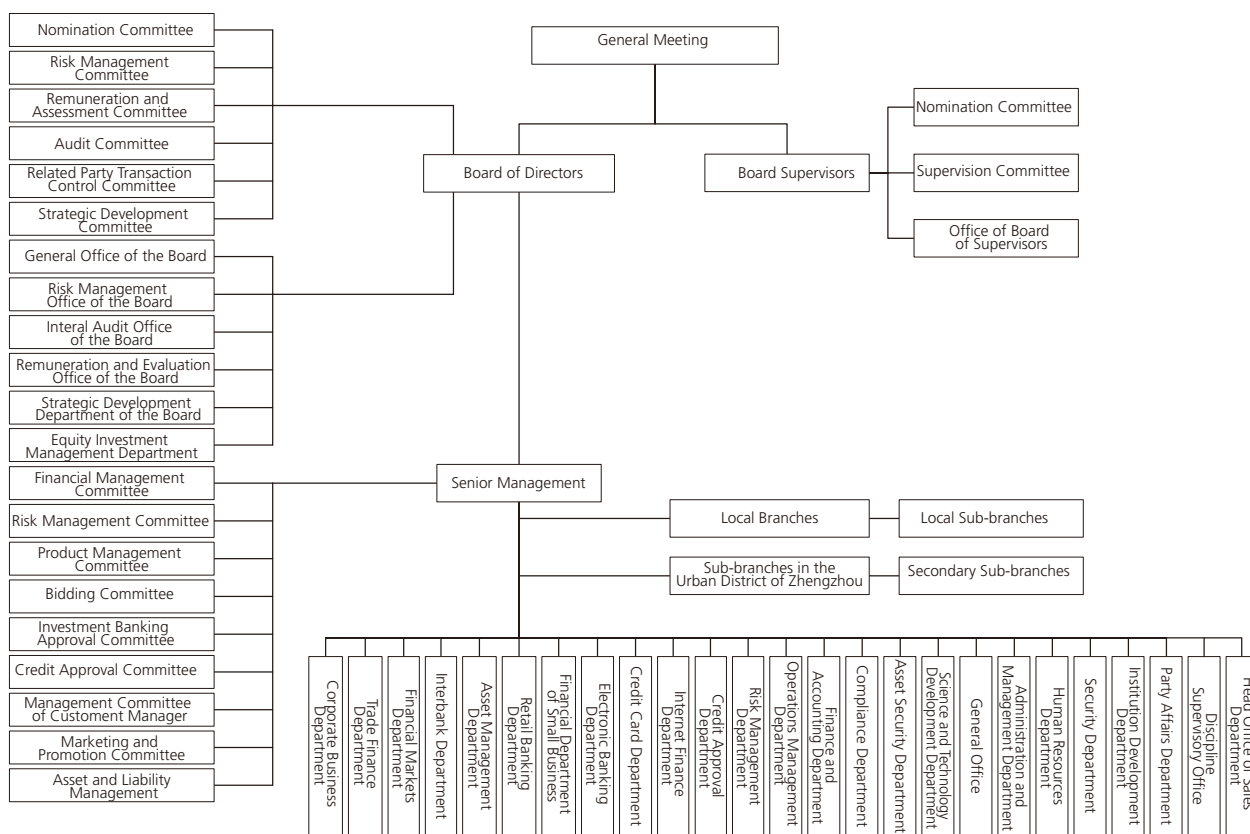 Nomination Committee
Risk Management
Committee
Remuneration and
Assessment Committee
Audit Committee
Related Party Transaction
Control Committee
Strategic Development
Committee
General Office of the Board
Risk Management
Office of the Board
Interal Audit Office
of the Board
Remuneration and Evaluation
Office of the Board
Strategic Development
Department of the Board
Equity Investment
Management Department
Financial Management
Committee
Risk Management Committee
Product Management
Committee
Bidding Committee
Investment Banking
Approval Committee
Credit Approval Committee
Management Committee
of Customent Manager
Marketing and
Promotion Committee
Asset and Liability
Management
General Meeting
Board of Directors
Board Supervisors
Nomination Committee
Supervision Committee
Office of Board
of Supervisors
Senior Management
Local Branches
Local Sub-branches
Sub-branches in the
Urban District of Zhengzhou
Secondary Sub-branches
Corporate Business
Department
Trade Finance
Department
Financial Markets
Department
Interbank Department
Asset Management
Department
Retail Banking
Department
Financial Department
of Small Business
Electronic Banking
Department
Credit Card Department
Internet Finance
Department
Credit Approval
Department
Risk Management
Department
Operations Management
Department
Finance and
Accounting Department
Compliance Department
Asset Security Department
Science and Technology
Development Department
General Office
Administration and
Management Department
Human Resources
Department
Security Department
Institution Development
Department
Party Affairs Department
Discipline
Supervisory Office
Head Office of Sales
Department